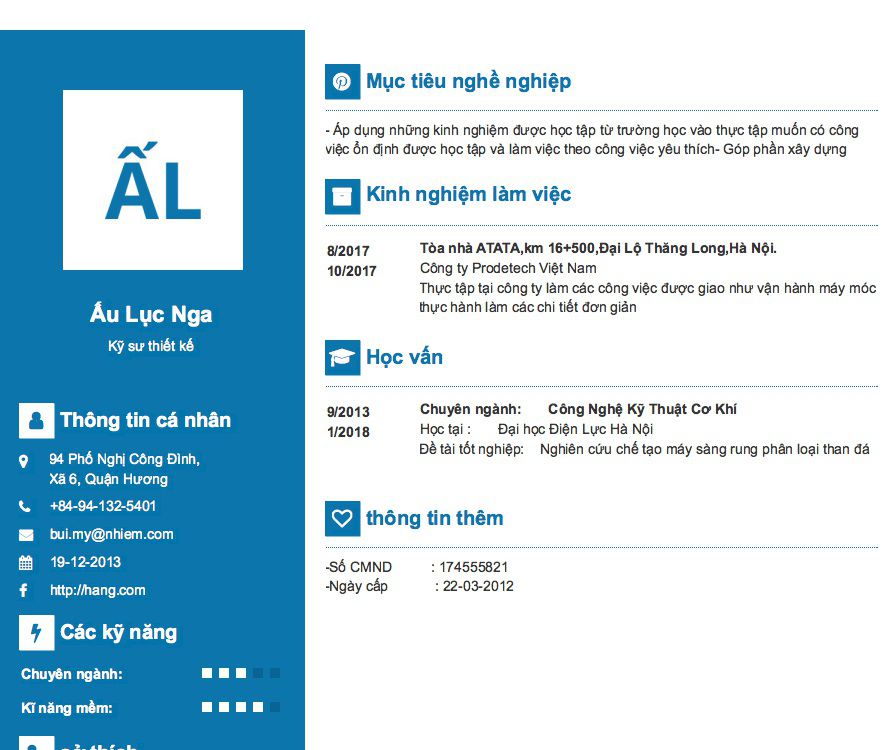 ẤL
Ấu Lục Nga
Kỹ sư thiết kế
Thông tin cá nhân
94 Phố Nghị Công Đình,
Xã 6, Quận Hương
+84-94-132-5401
bui.my@nhiem.com
19-12-2013
http://hang.com
Các kỹ năng
Chuyên ngành:
Kĩ năng mềm:
sở thích
Mục tiêu nghề nghiệp
- Áp dụng những kinh nghiệm được học tập từ trường học vào thực tập muốn có công
việc ổn định được học tập và làm việc theo công việc yêu thích- Góp phần xây dựng
Kinh nghiệm làm việc
8/2017 Tòa nhà ATATA,km 16+500,Đại Lộ Thăng Long,Hà Nội.
10/2017 Công ty Prodetech Việt Nam
Thực tập tại công ty làm các công việc được giao như vận hành máy móc
thực hành làm các chi tiết đơn giản
Học vấn
9/2013 Chuyên ngành: Công Nghệ Kỹ Thuật Cơ Khí
1/2018 Học tại : Đại học Điện Lực Hà Nội
Đề tài tốt nghiệp: Nghiên cứu chế tạo máy sàng rung phân loại than đá
thông tin thêm
-Số CMND : 174555821
-Ngày cấp : 22-03-2012